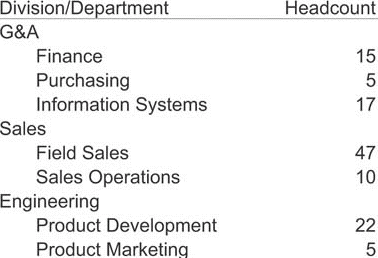 Division/Department Headcount
G&A
Finance 15
Purchasing 5
Information Systems 17
Sales
Field Sales 47
Sales Operations 10
Engineering
Product Development 22
Product Marketing 5